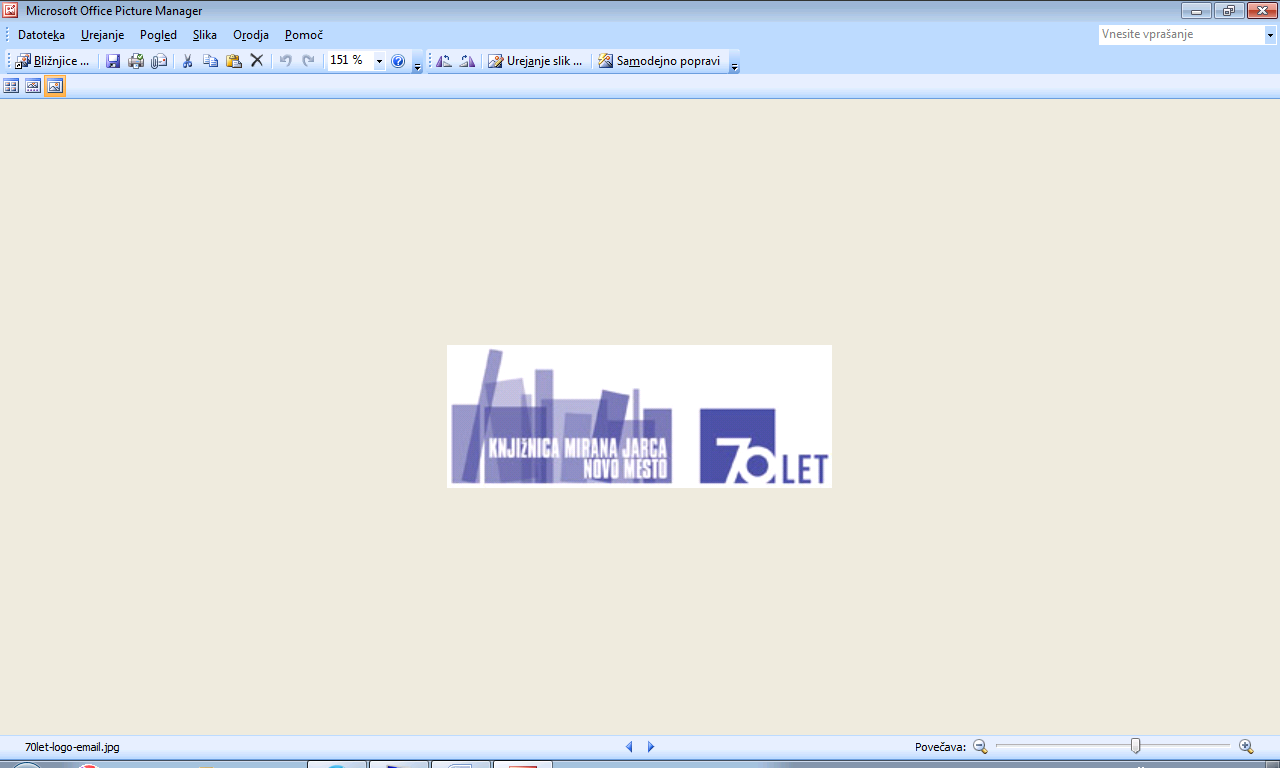 Microsoft Office Picture Manager
Datoteka Urejanje Pogled Slika Orodja Pomoč
Vnesite vprašanje
Bližnjice ... 151 % Urejanje slik ... Samodejno popravi
KNJIŽNICA MIRANA JARCA
NOVO MESTO
70 LET
70let-logo-email.jpg
Povečava: